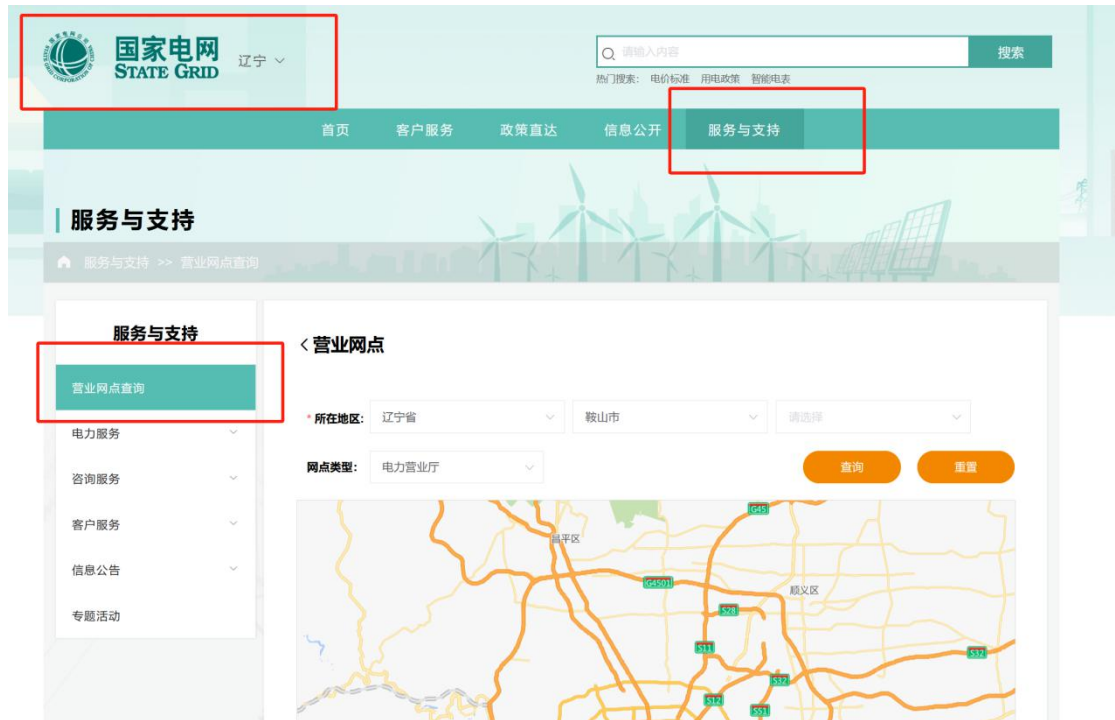 国家电网
STATE GRID
辽宁
请输入内容
搜索
热门搜索： 电价标准 用电政策 智能电表
首页 客户服务 政策直达 信息公开 服务与支持
服务与支持
服务与支持 >> 营业网点查询
服务与支持
营业网点查询
电力服务
咨询服务
客户服务
信息公告
专题活动
<营业网点
* 所在地区: 辽宁省 鞍山市 请选择
网点类型: 电力营业厅 查询 重置
G45
昌平区
G4501
顺义区
S28
S11
S32
S32
S12
S51